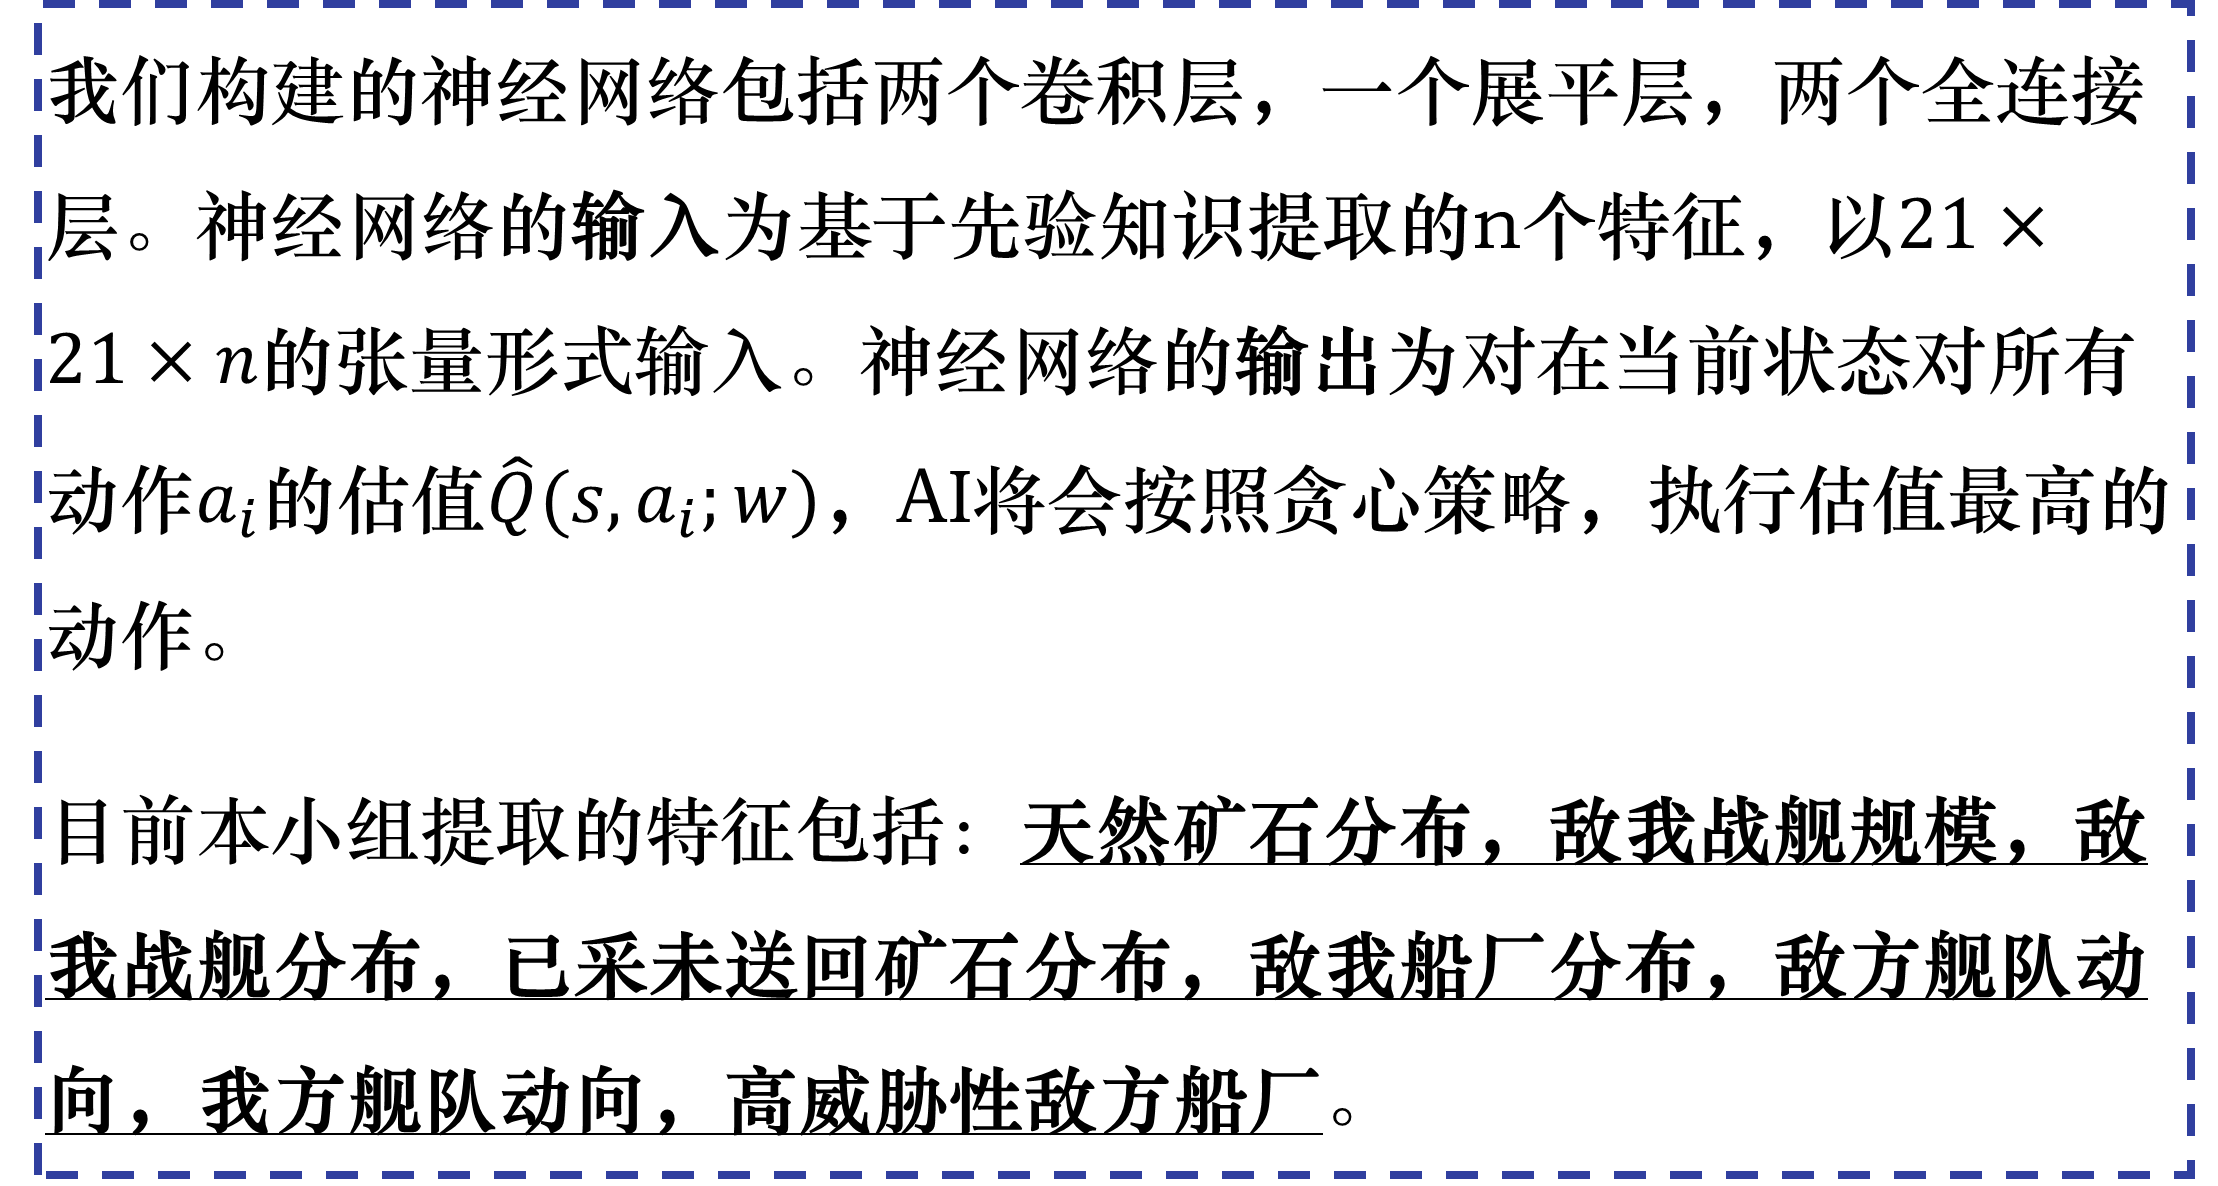 我们构建的神经网络包括两个卷积层，一个展平层，两个全连接
层。神经网络的输入为基于先验知识提取的n个特征，以21 ×
21 × n的张量形式输入。神经网络的输出为对在当前状态对所有
动作aᵢ的估值Q̂(s, aᵢ; w)，AI将会按照贪心策略，执行估值最高的
动作。
目前本小组提取的特征包括：天然矿石分布，敌我战舰规模，敌
我战舰分布，已采未送回矿石分布，敌我船厂分布，敌方舰队动
向，我方舰队动向，高威胁性敌方船厂。